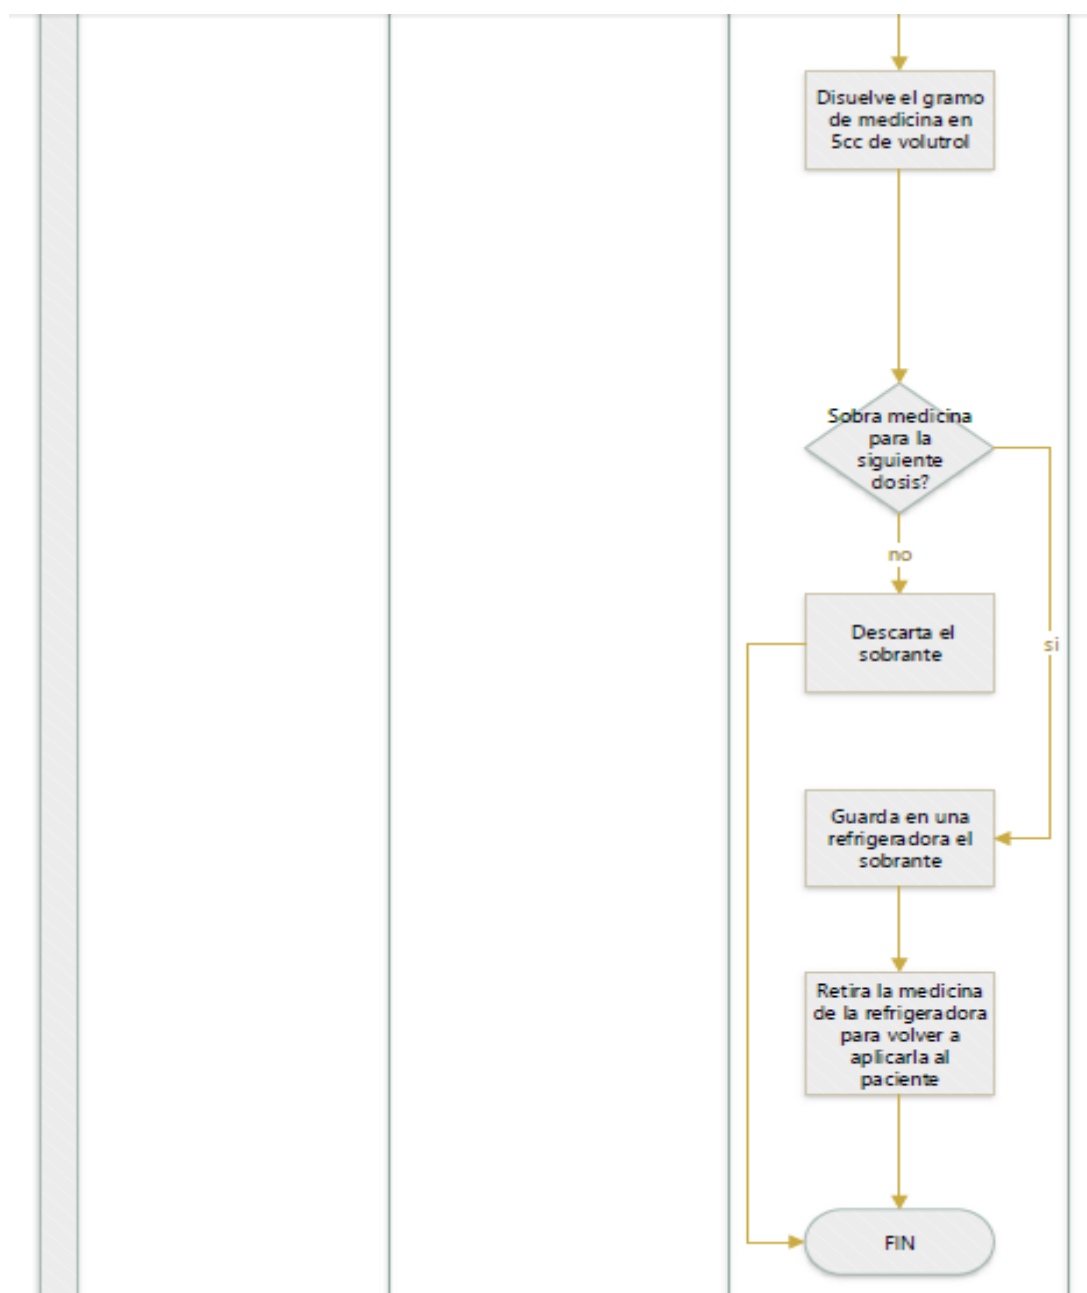 Disuelve el gramo
de medicina en
5cc de volutrol
Sobra medicina
para la
siguiente
dosis?
no
Descarta el
sobrante
si
Guarda en una
refrigeradora el
sobrante
Retira la medicina
de la refrigeradora
para volver a
aplicarla al
paciente
FIN